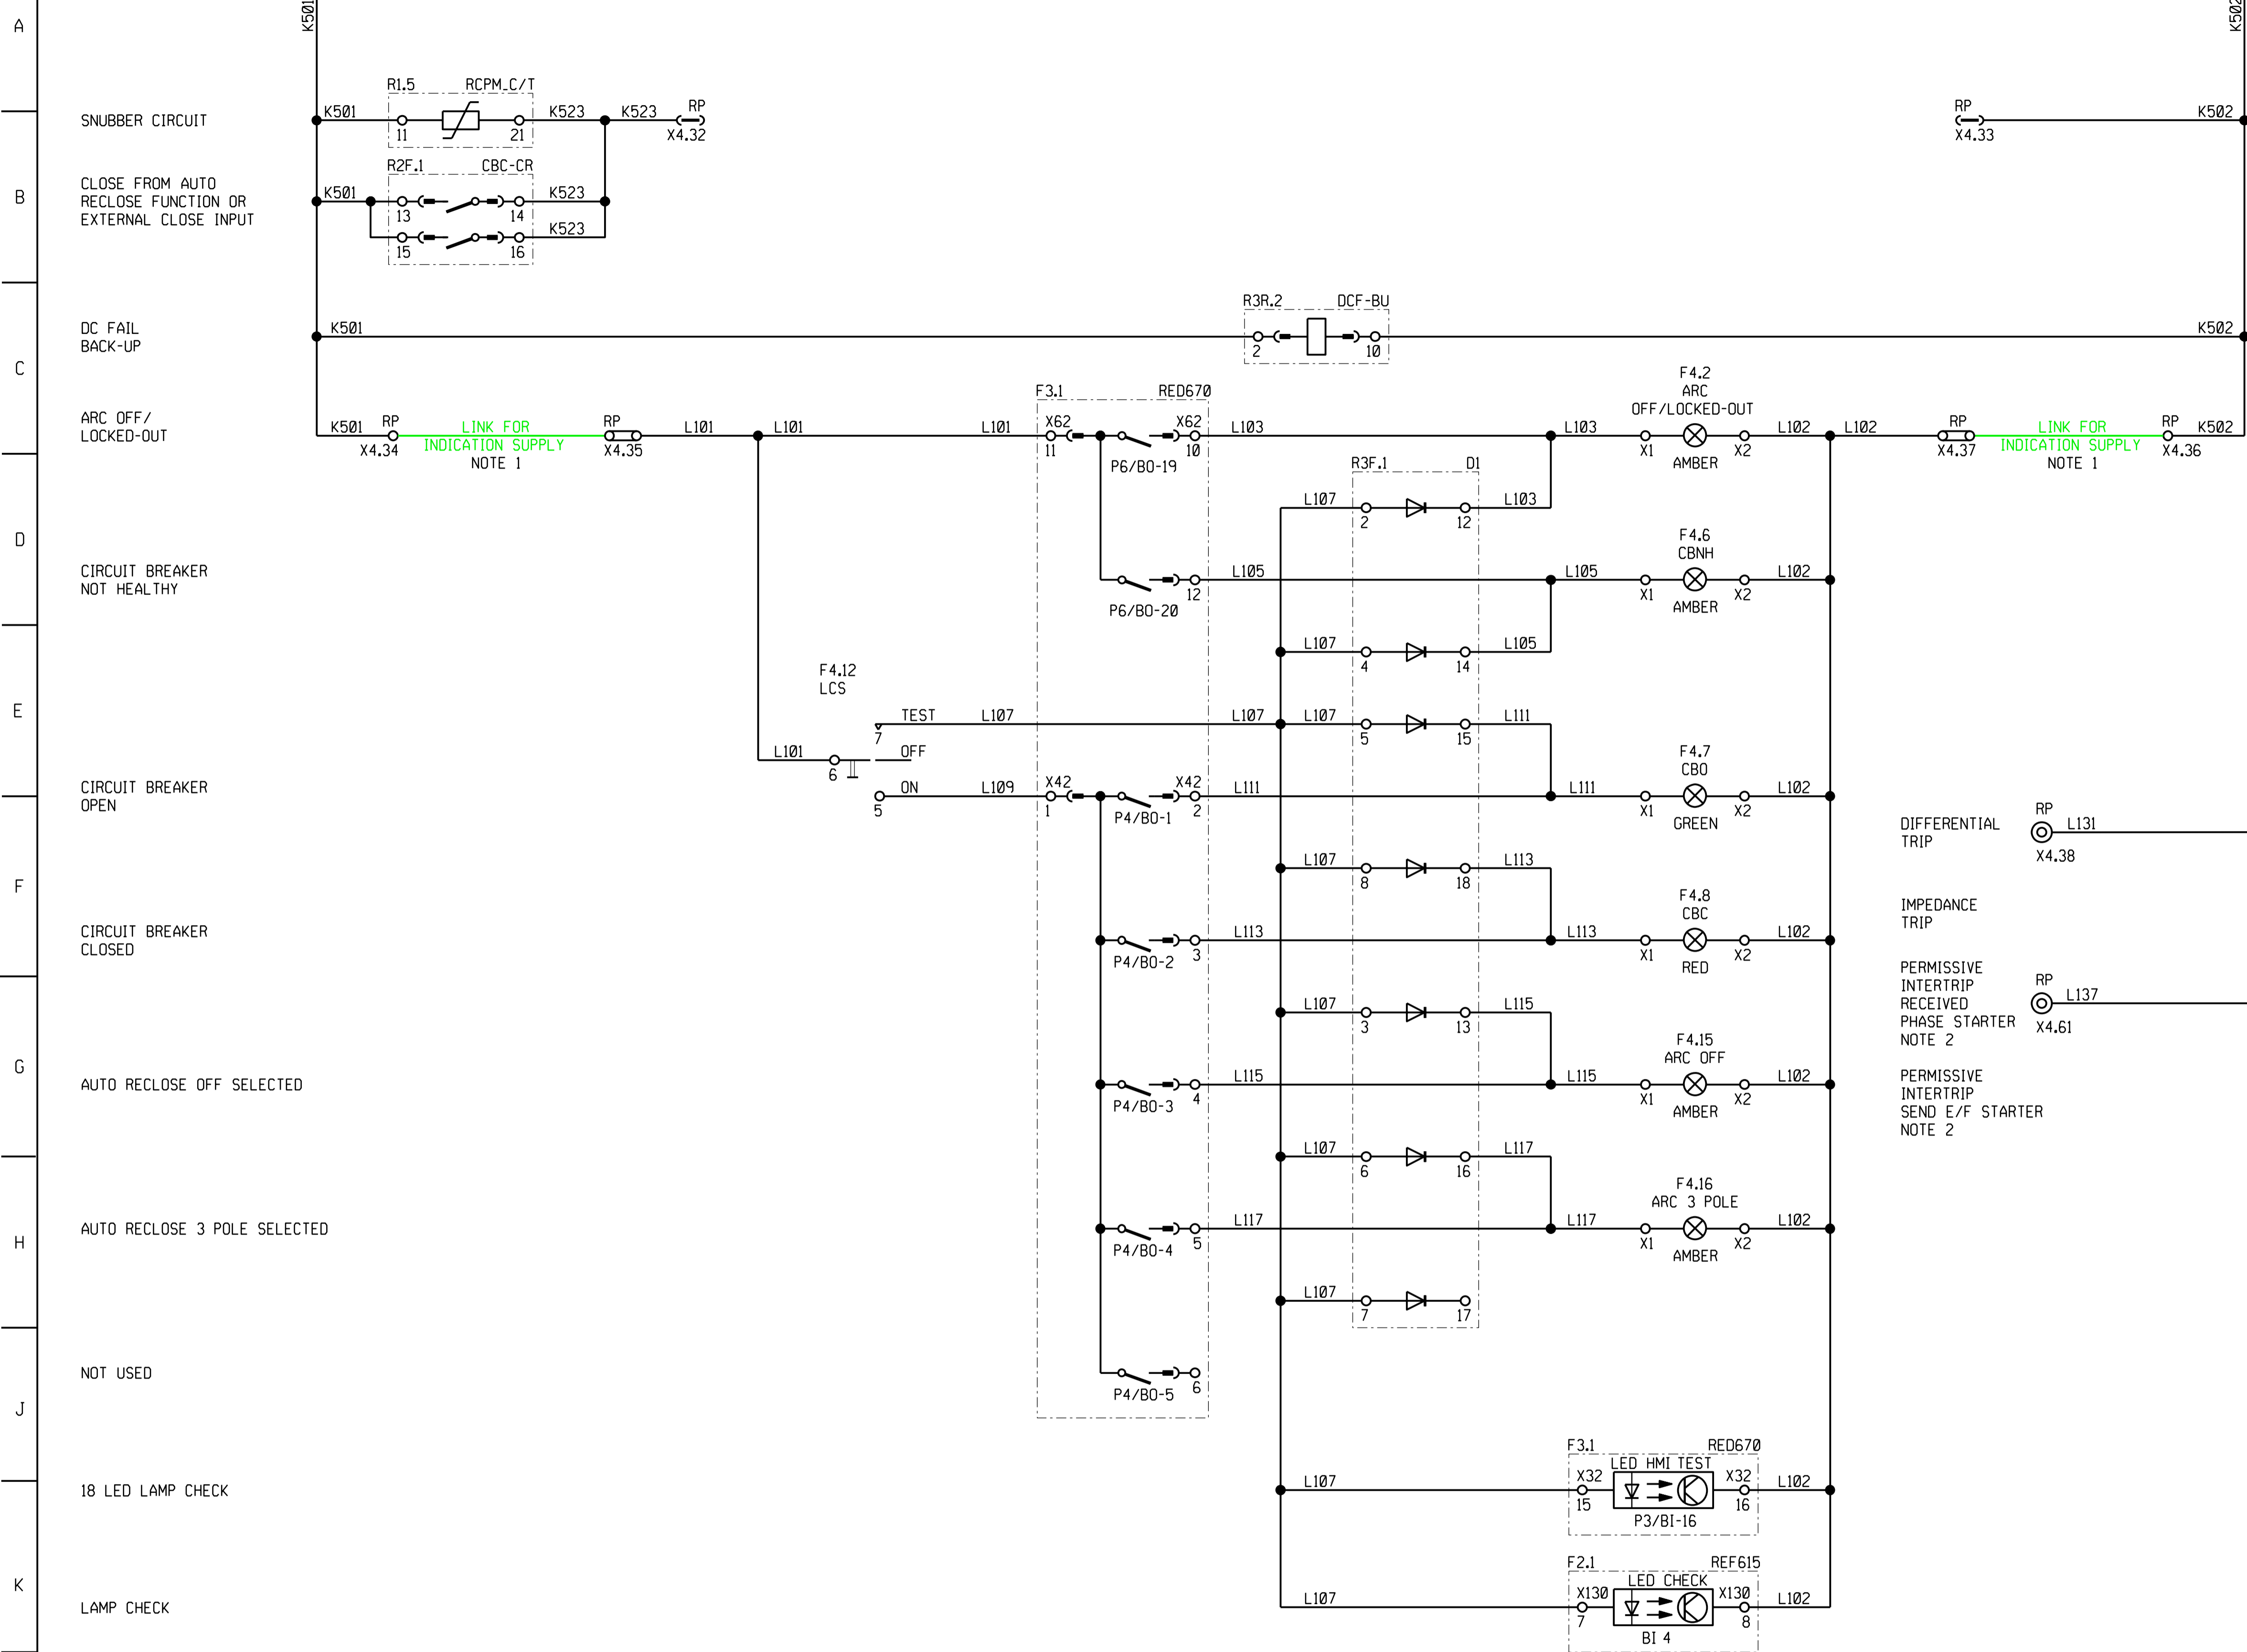 A
K501
K502
R1.5 RCPM_C/T
SNUBBER CIRCUIT
K501 11 21 K523 K523 RP X4.32
RP X4.33 K502
B
R2F.1 CBC-CR
CLOSE FROM AUTO
RECLOSE FUNCTION OR
EXTERNAL CLOSE INPUT
K501 13 14 K523
15 16 K523
C
R3R.2 DCF-BU
DC FAIL
BACK-UP
K501 2 10 K502
ARC OFF/
LOCKED-OUT
F3.1 RED670
F4.2
ARC
OFF/LOCKED-OUT
K501 RP X4.34
LINK FOR
INDICATION SUPPLY
NOTE 1
RP X4.35 L101 L101 L101
X62 11 X62 10 L103 L103 X1 X2 L102 L102
P6/BO-19
AMBER
RP X4.37
LINK FOR
INDICATION SUPPLY
NOTE 1
RP X4.36 K502
D
R3F.1 D1
L107 2 12 L103
CIRCUIT BREAKER
NOT HEALTHY
F4.6
CBNH
12 L105 L105 X1 X2 L102
P6/BO-20
AMBER
L107 4 14 L105
E
F4.12
LCS
TEST L107 L107 L107 5 15 L111
7
L101 6 OFF
ON L109
5
CIRCUIT BREAKER
OPEN
F4.7
CBO
X42 1 X42 2 L111 L111 X1 X2 L102
P4/BO-1
GREEN
DIFFERENTIAL
TRIP
RP L131
X4.38
F
L107 8 18 L113
F4.8
CBC
IMPEDANCE
TRIP
CIRCUIT BREAKER
CLOSED
3 L113 L113 X1 X2 L102
P4/BO-2
RED
PERMISSIVE
INTERTRIP
RECEIVED
PHASE STARTER
NOTE 2
RP L137
X4.61
G
L107 3 13 L115
F4.15
ARC OFF
AUTO RECLOSE OFF SELECTED
4 L115 L115 X1 X2 L102
P4/BO-3
AMBER
PERMISSIVE
INTERTRIP
SEND E/F STARTER
NOTE 2
L107 6 16 L117
F4.16
ARC 3 POLE
H
AUTO RECLOSE 3 POLE SELECTED
5 L117 L117 X1 X2 L102
P4/BO-4
AMBER
L107 7 17
NOT USED
6
P4/BO-5
J
F3.1 RED670
LED HMI TEST
18 LED LAMP CHECK
L107 X32 15 X32 16 L102
P3/BI-16
K
F2.1 REF615
LED CHECK
LAMP CHECK
L107 X130 7 X130 8 L102
BI 4